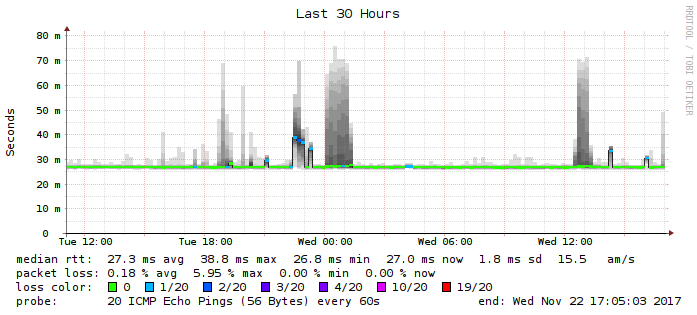 Last 30 Hours
RRDTOOL / TOBI OETIKER
Seconds
80 m
70 m
60 m
50 m
40 m
30 m
20 m
10 m
0
Tue 12:00 Tue 18:00 Wed 00:00 Wed 06:00 Wed 12:00
median rtt: 27.3 ms avg 38.8 ms max 26.8 ms min 27.0 ms now 1.8 ms sd 15.5 am/s
packet loss: 0.18 % avg 5.95 % max 0.00 % min 0.00 % now
loss color: 0 1/20 2/20 3/20 4/20 10/20 19/20
probe: 20 ICMP Echo Pings (56 Bytes) every 60s end: Wed Nov 22 17:05:03 2017